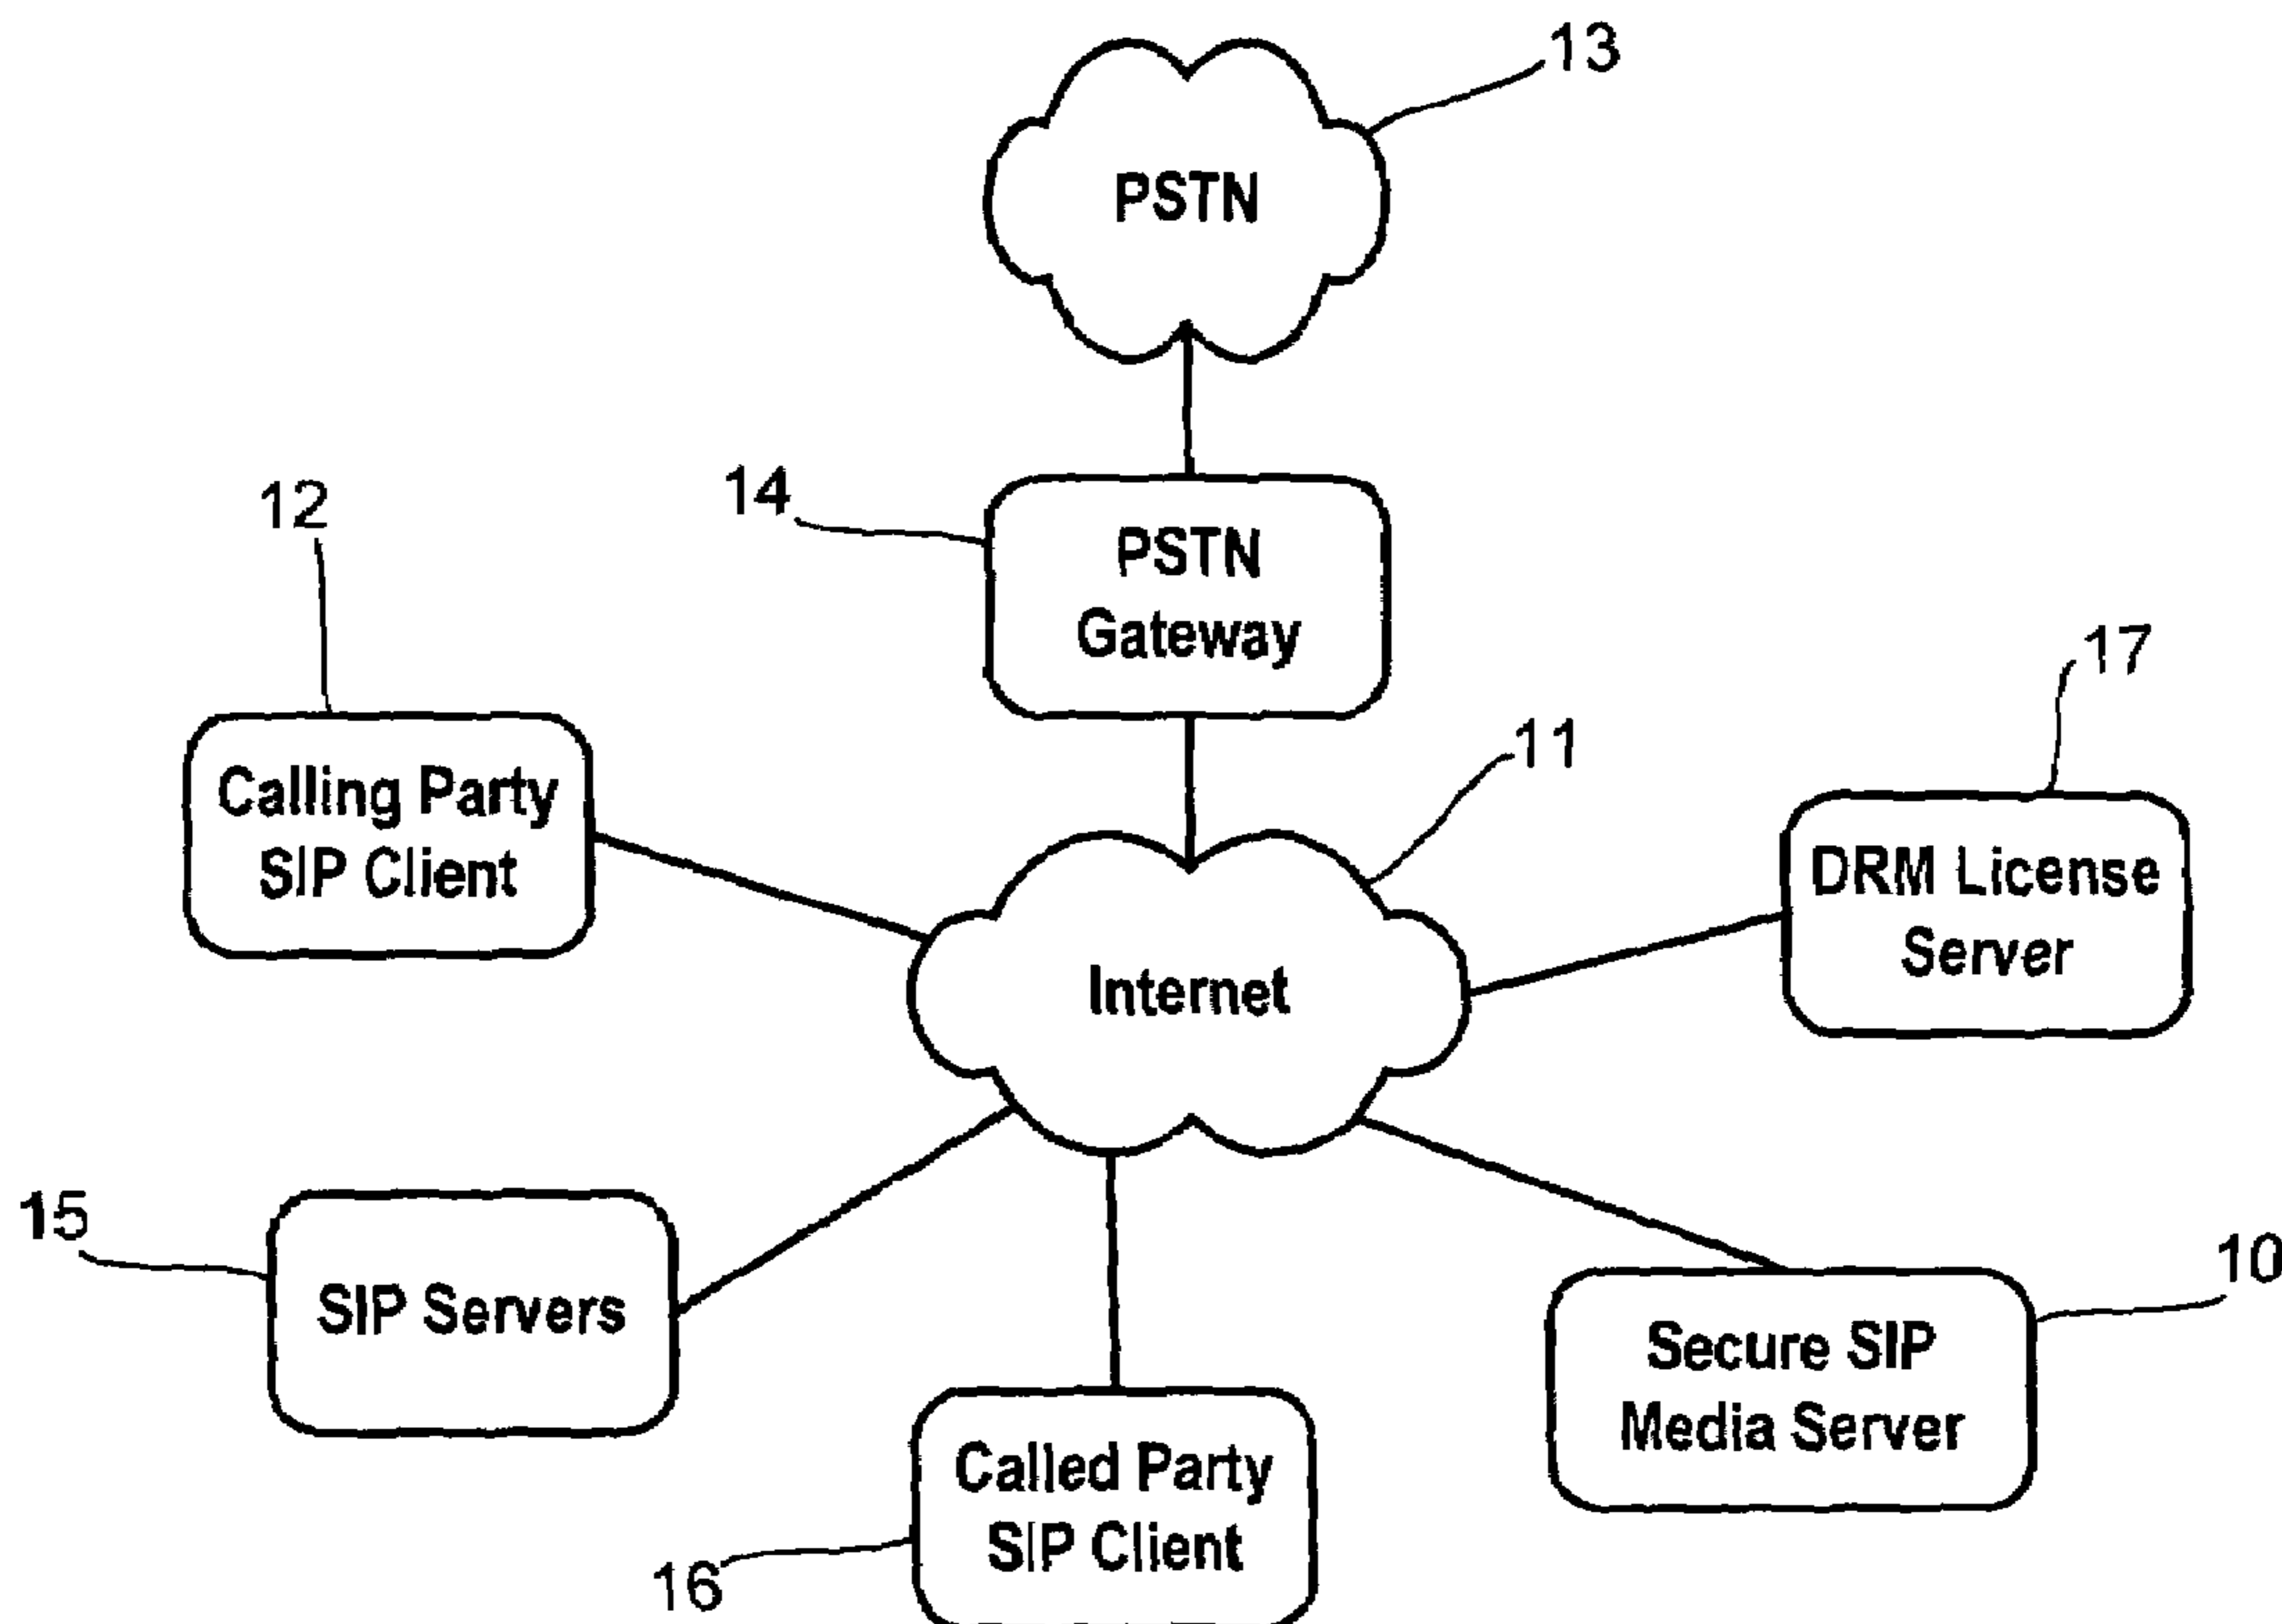 13
PSTN
14
PSTN
Gateway
12
Calling Party
SIP Client
11
17
DRM License
Server
Internet
15
SIP Servers
10
Secure SIP
Media Server
16
Called Party
SIP Client